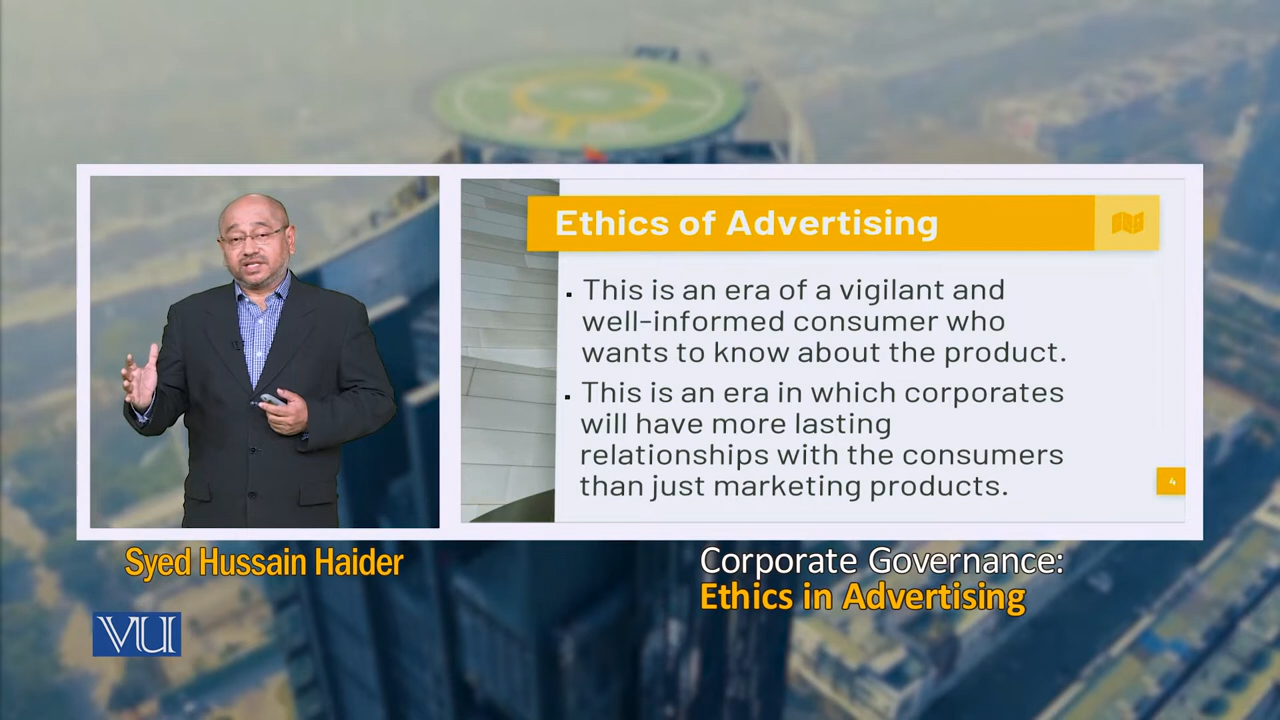 Ethics of Advertising
This is an era of a vigilant and
well-informed consumer who
wants to know about the product.
This is an era in which corporates
will have more lasting
relationships with the consumers
than just marketing products.
4
Syed Hussain Haider
Corporate Governance:
Ethics in Advertising
VU